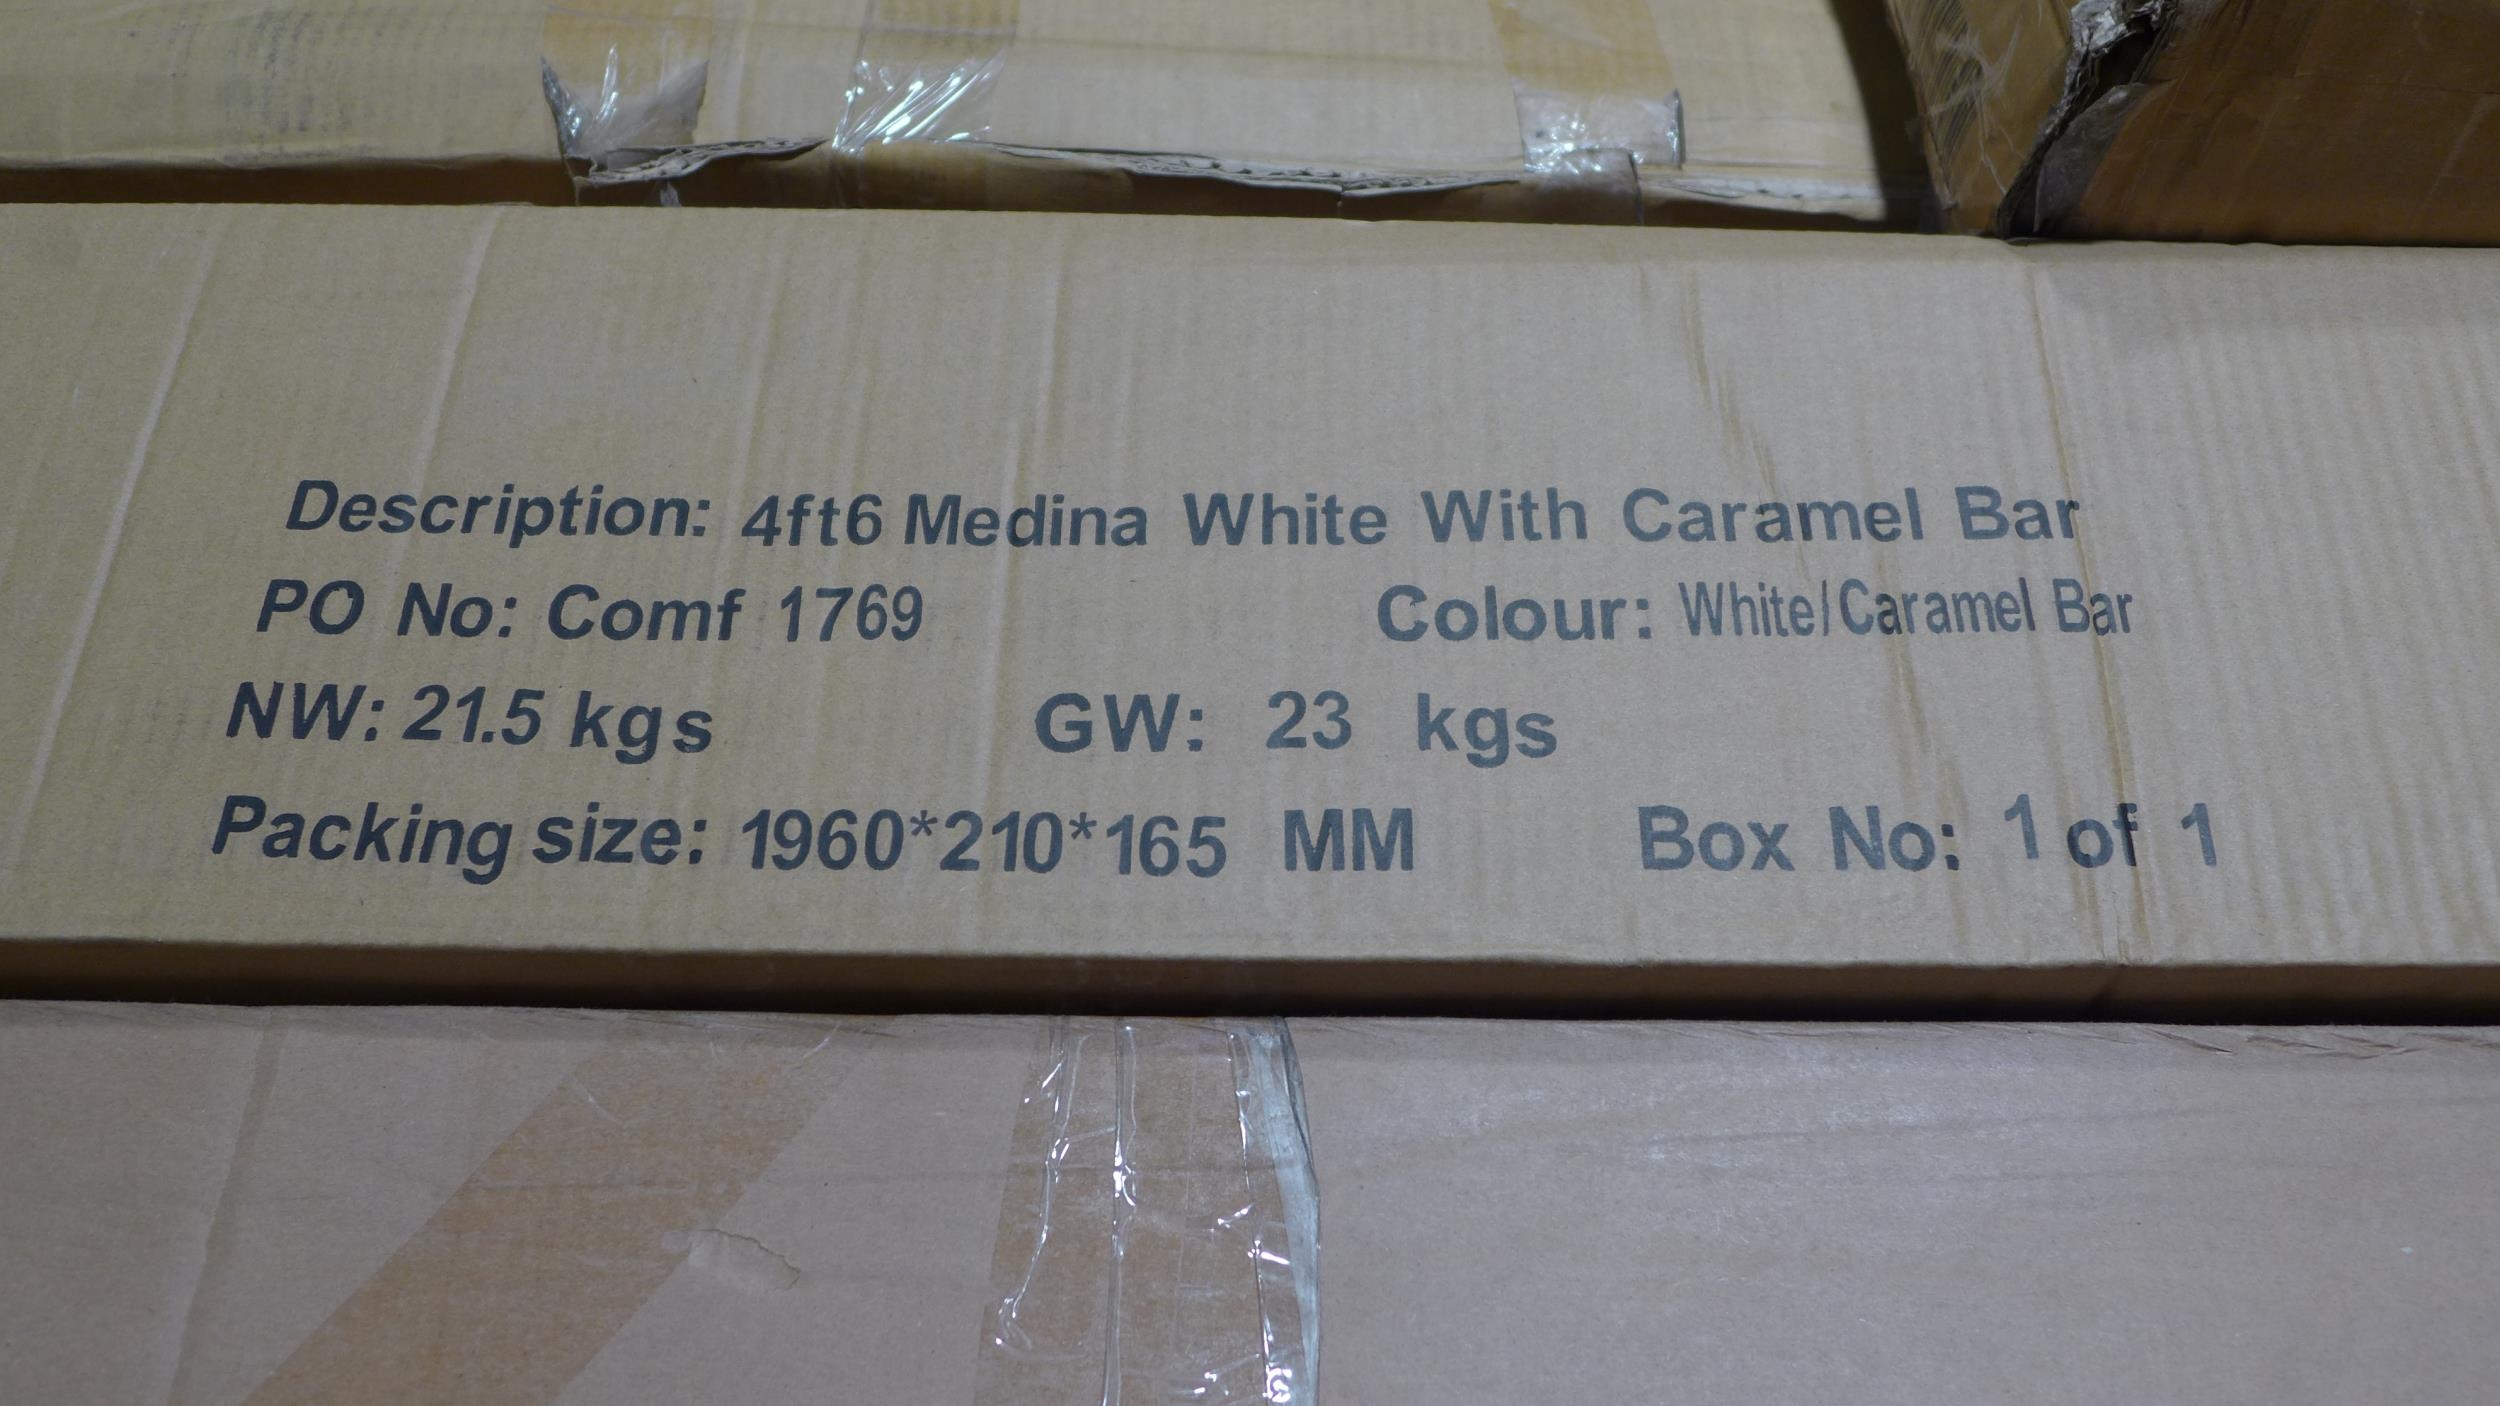 Description: 4ft6 Medina White With Caramel Bar
PO No: Comf 1769 Colour: White/Caramel Bar
NW: 21.5 kgs GW: 23 kgs
Packing size: 1960*210*165 MM Box No: 1 of 1